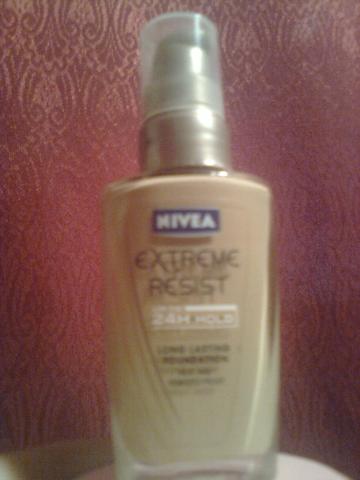 NIVEA
EXTREME
RESIST
24H HOLD
LONG LASTING
FOUNDATION